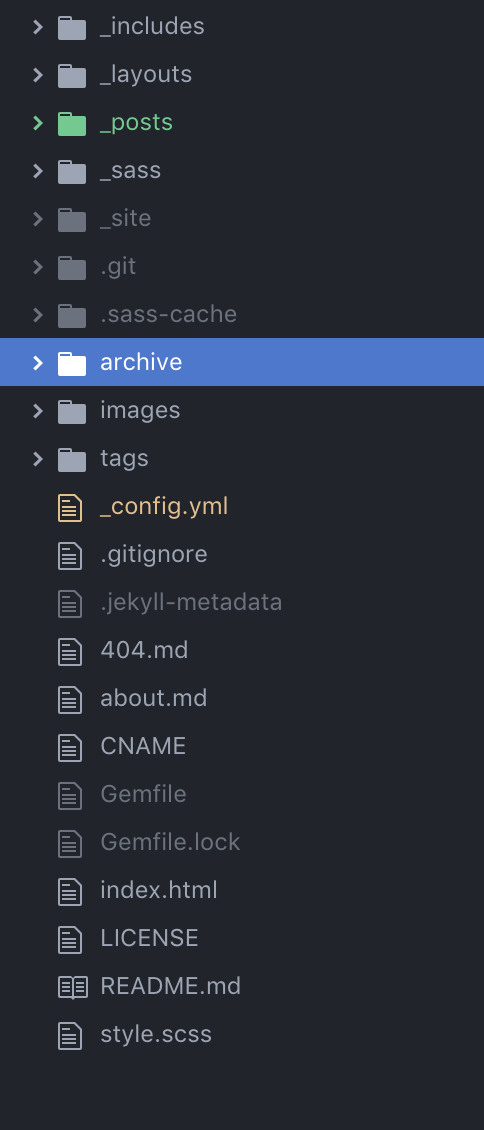 _includes
_layouts
_posts
_sass
_site
.git
.sass-cache
archive
images
tags
_config.yml
.gitignore
.jekyll-metadata
404.md
about.md
CNAME
Gemfile
Gemfile.lock
index.html
LICENSE
README.md
style.scss